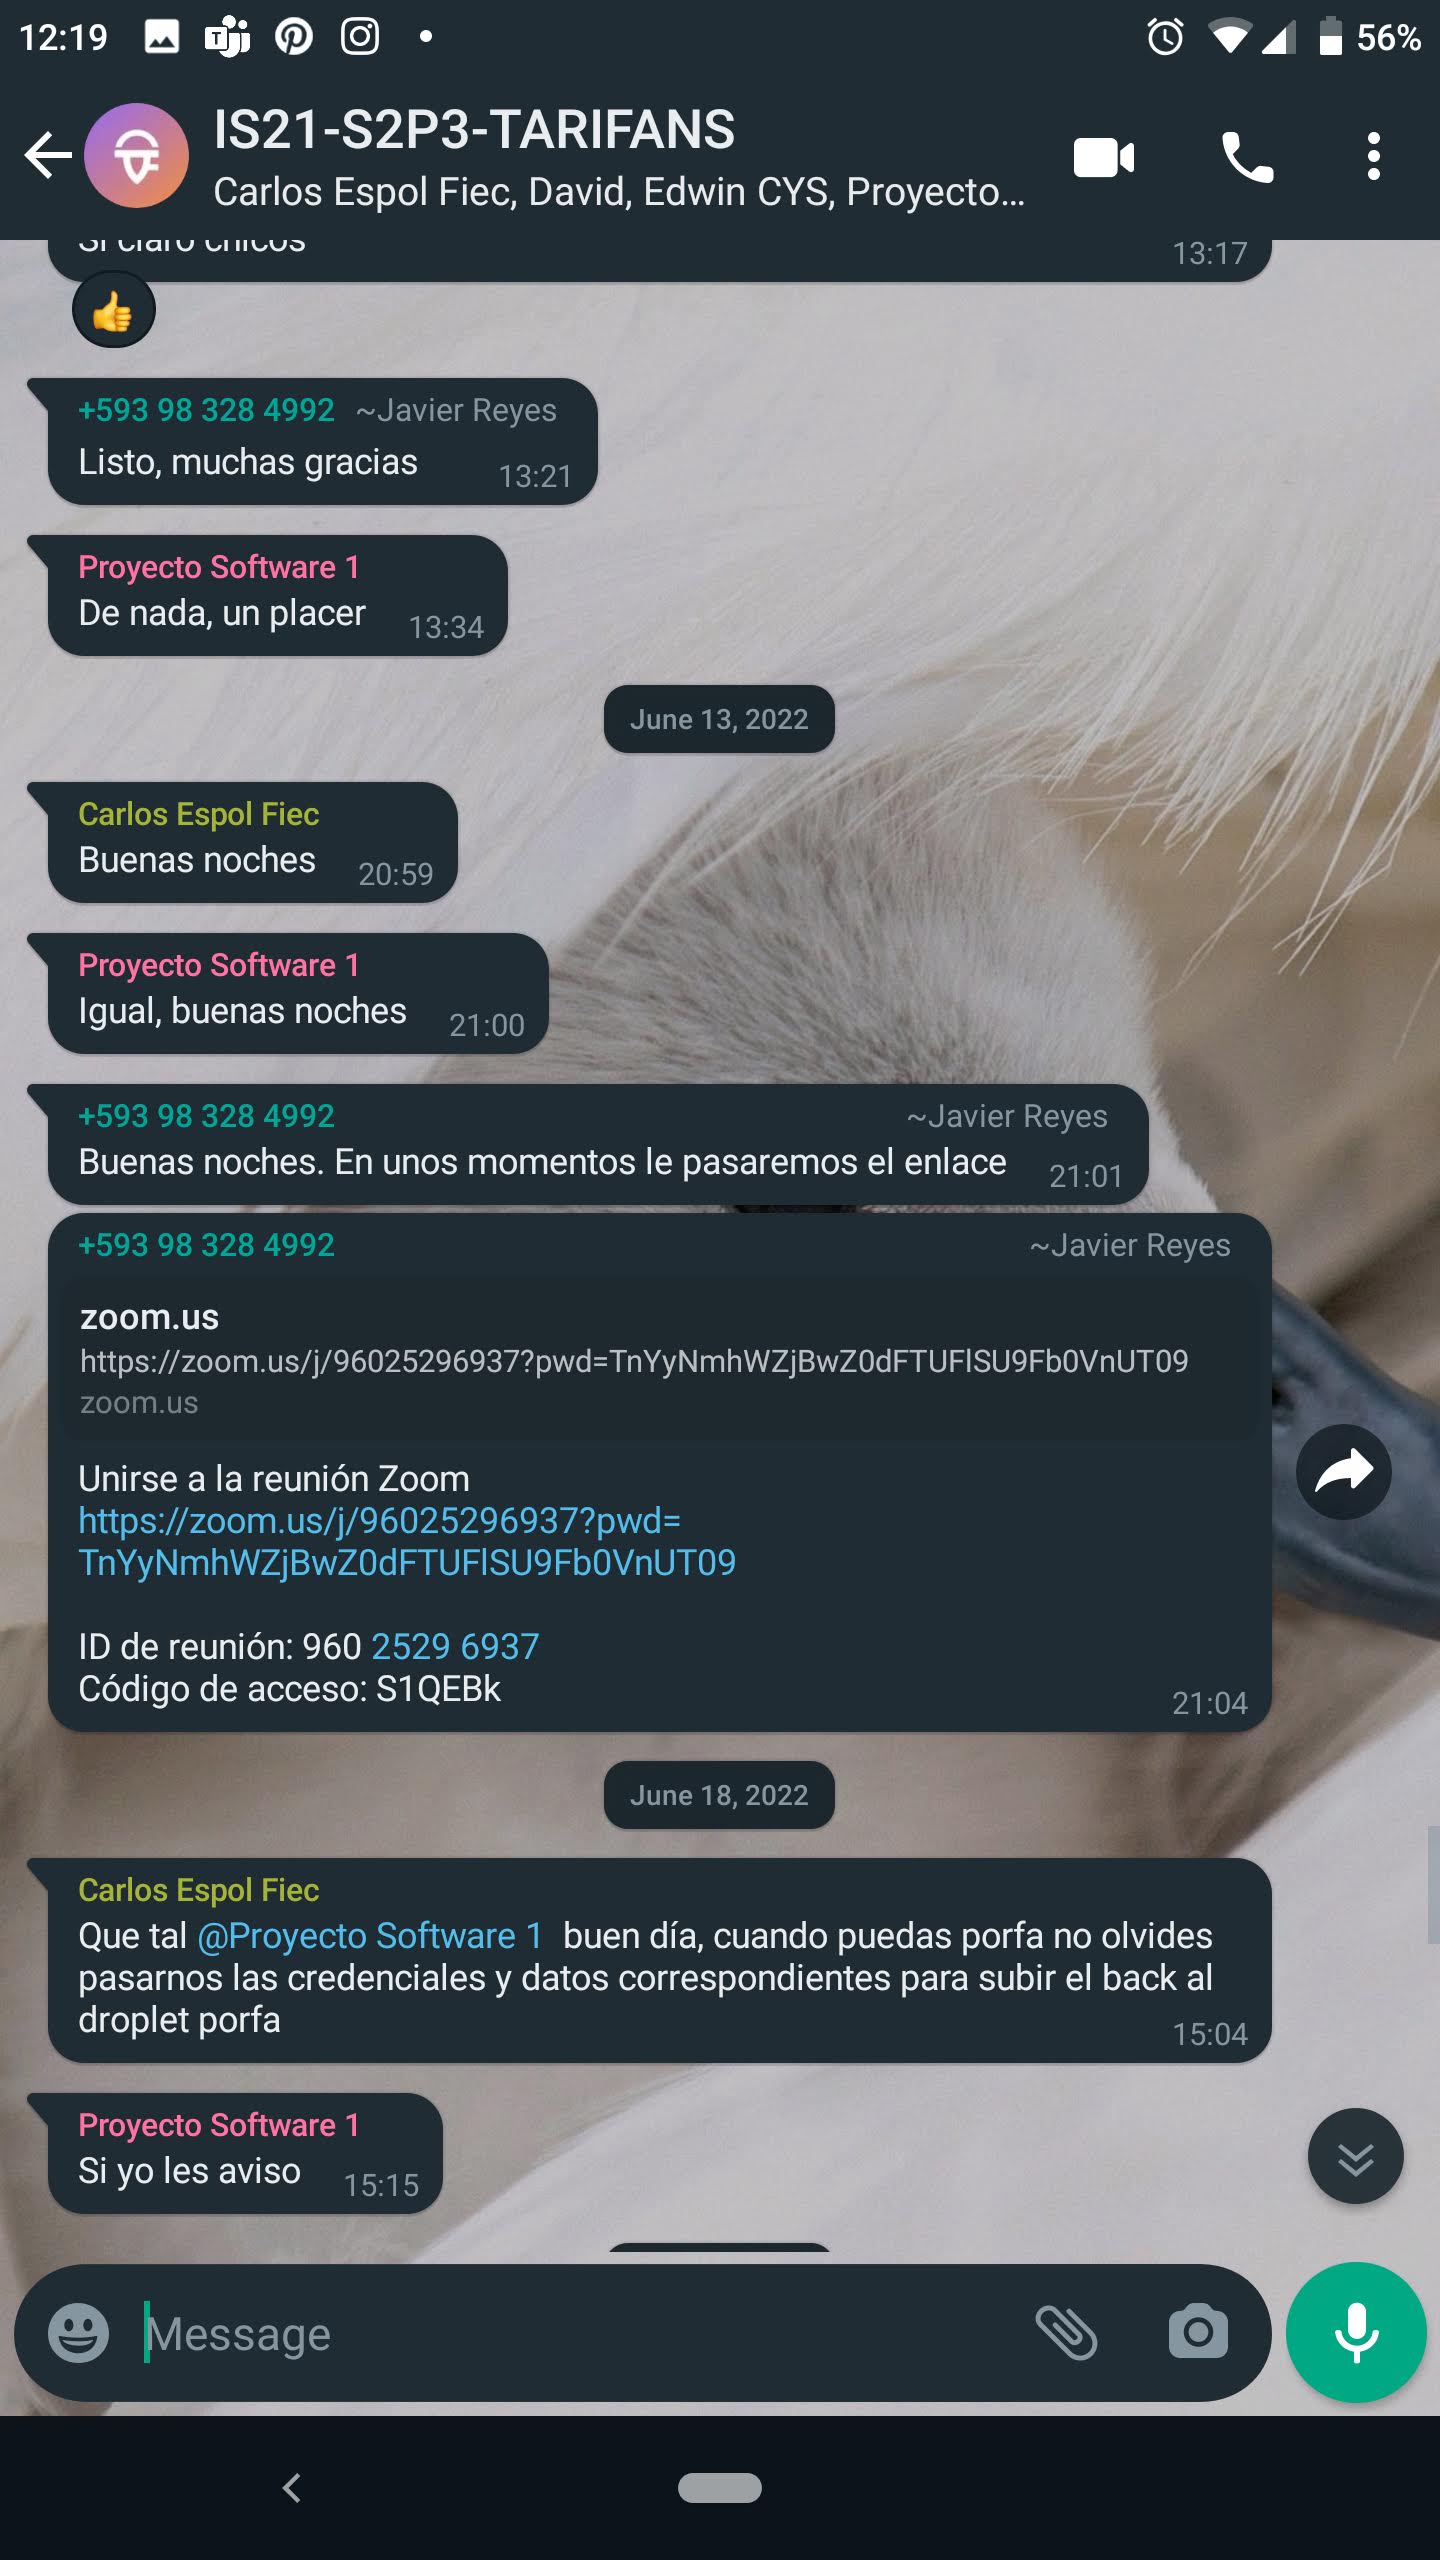 12:19
56%
IS21-S2P3-TARIFANS
Carlos Espol Fiec, David, Edwin CYS, Proyecto...
Si claro chicos
13:17
+593 98 328 4992 ~Javier Reyes
Listo, muchas gracias 13:21
Proyecto Software 1
De nada, un placer 13:34
June 13, 2022
Carlos Espol Fiec
Buenas noches 20:59
Proyecto Software 1
Igual, buenas noches 21:00
+593 98 328 4992 ~Javier Reyes
Buenas noches. En unos momentos le pasaremos el enlace 21:01
+593 98 328 4992 ~Javier Reyes
zoom.us
https://zoom.us/j/96025296937?pwd=TnYyNmhWZjBwZ0dFTUFlSU9Fb0VnUT09
zoom.us
Unirse a la reunión Zoom
https://zoom.us/j/96025296937?pwd=
TnYyNmhWZjBwZ0dFTUFlSU9Fb0VnUT09
ID de reunión: 960 2529 6937
Código de acceso: S1QEBk
21:04
June 18, 2022
Carlos Espol Fiec
Que tal @Proyecto Software 1 buen día, cuando puedas porfa no olvides
pasarnos las credenciales y datos correspondientes para subir el back al
droplet porfa
15:04
Proyecto Software 1
Si yo les aviso 15:15
Message